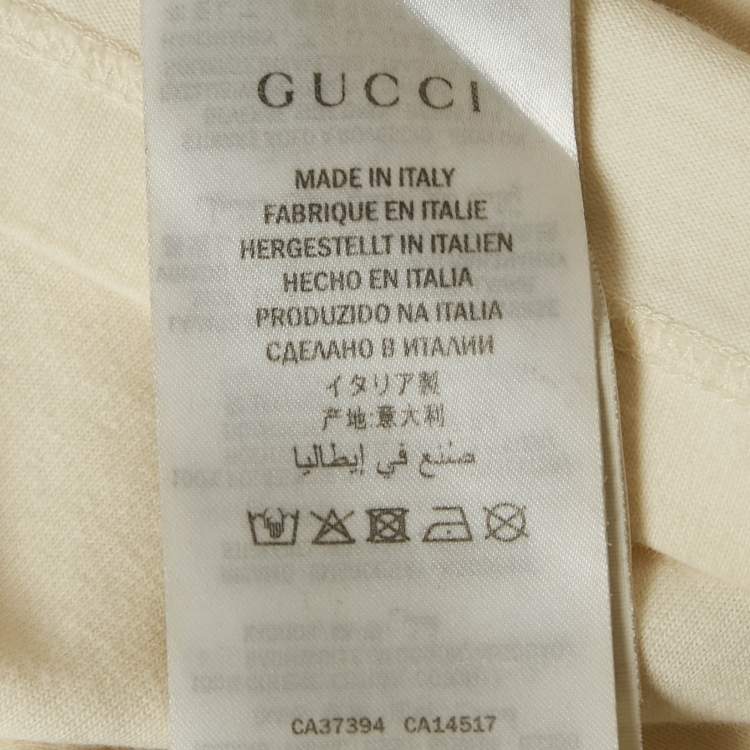 GUCCI
MADE IN ITALY
FABRIQUE EN ITALIE
HERGESTELLT IN ITALIEN
HECHO EN ITALIA
PRODUZIDO NA ITALIA
СДЕЛАНО В ИТАЛИИ
イタリア製
产地:意大利
صنع في إيطاليا
CA37394 CA14517